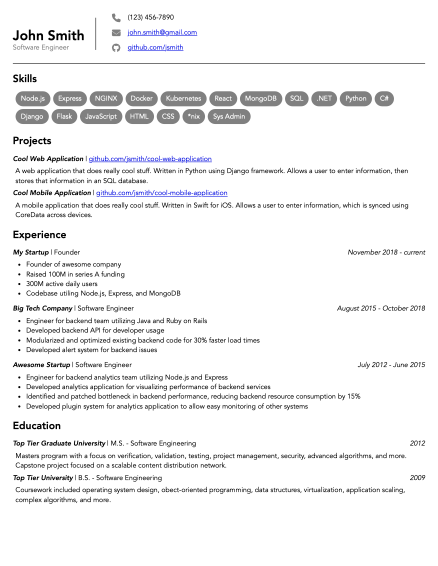 John Smith
Software Engineer
(123) 456-7890
john.smith@gmail.com
github.com/jsmith
Skills
Node.js Express NGINX Docker Kubernetes React MongoDB SQL .NET Python C#
Django Flask JavaScript HTML CSS *nix Sys Admin
Projects
Cool Web Application | github.com/jsmith/cool-web-application
A web application that does really cool stuff. Written in Python using Django framework. Allows a user to enter information, then
stores that information in an SQL database.
Cool Mobile Application | github.com/jsmith/cool-mobile-application
A mobile application that does really cool stuff. Written in Swift for iOS. Allows a user to enter information, which is synced using
CoreData across devices.
Experience
My Startup | Founder November 2018 - current
• Founder of awesome company
• Raised 100M in series A funding
• 300M active daily users
• Codebase utiling Node.js, Express, and MongoDB
Big Tech Company | Software Engineer August 2015 - October 2018
• Engineer for backend team utilizing Java and Ruby on Rails
• Developed backend API for developer usage
• Modularized and optimized existing backend code for 30% faster load times
• Developed alert system for backend issues
Awesome Startup | Software Engineer July 2012 - June 2015
• Engineer for backend analytics team utilizing Node.js and Express
• Developed analytics application for visualizing performance of backend services
• Identified and patched bottleneck in backend performance, reducing backend resource consumption by 15%
• Developed plugin system for analytics application to allow easy monitoring of other systems
Education
Top Tier Graduate University | M.S. - Software Engineering 2012
Masters program with a focus on verification, validation, testing, project management, security, advanced algorithms, and more.
Capstone project focused on a scalable content distribution network.
Top Tier University | B.S. - Software Engineering 2009
Coursework included operating system design, obect-oriented programming, data structures, virtualization, application scaling,
complex algorithms, and more.